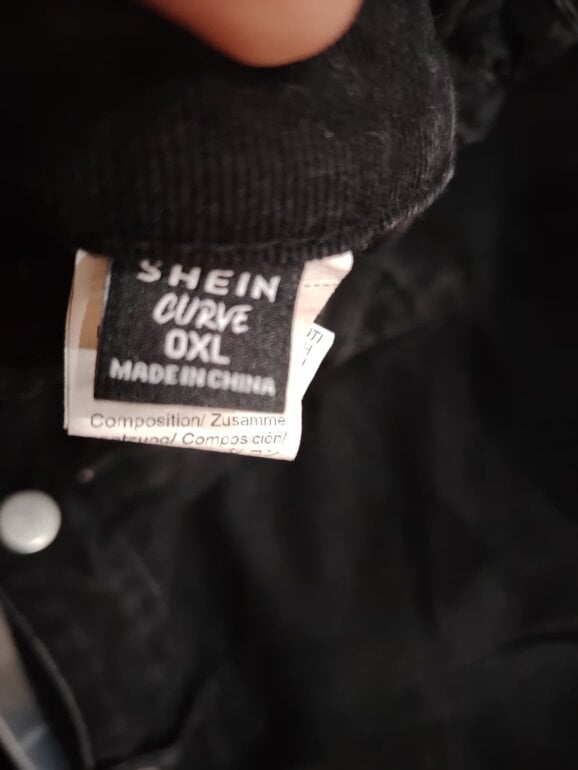 SHEIN
CURVE
0XL
MADE IN CHINA
Composition/ Zusamme
Composición/